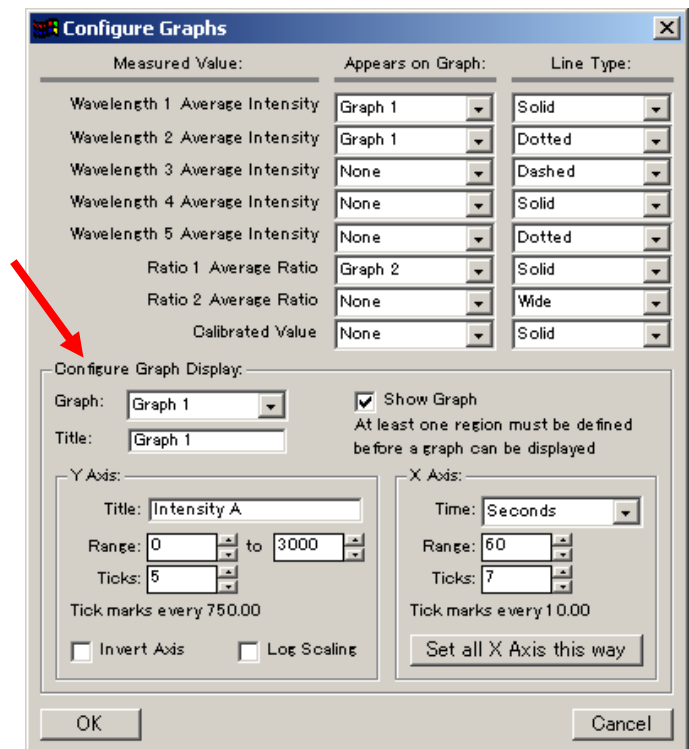 Configure Graphs
Measured Value: Appears on Graph: Line Type:
Wavelength 1 Average Intensity Graph 1 Solid
Wavelength 2 Average Intensity Graph 1 Dotted
Wavelength 3 Average Intensity None Dashed
Wavelength 4 Average Intensity None Solid
Wavelength 5 Average Intensity None Dotted
Ratio 1 Average Ratio Graph 2 Solid
Ratio 2 Average Ratio None Wide
Calibrated Value None Solid
Configure Graph Display:
Graph: Graph 1
Title: Graph 1
Show Graph
At least one region must be defined
before a graph can be displayed
Y Axis:
Title: Intensity A
Range: 0 to 3000
Ticks: 5
Tick marks every 750.00
Invert Axis Log Scaling
X Axis:
Time: Seconds
Range: 60
Ticks: 7
Tick marks every 10.00
Set all X Axis this way
OK Cancel